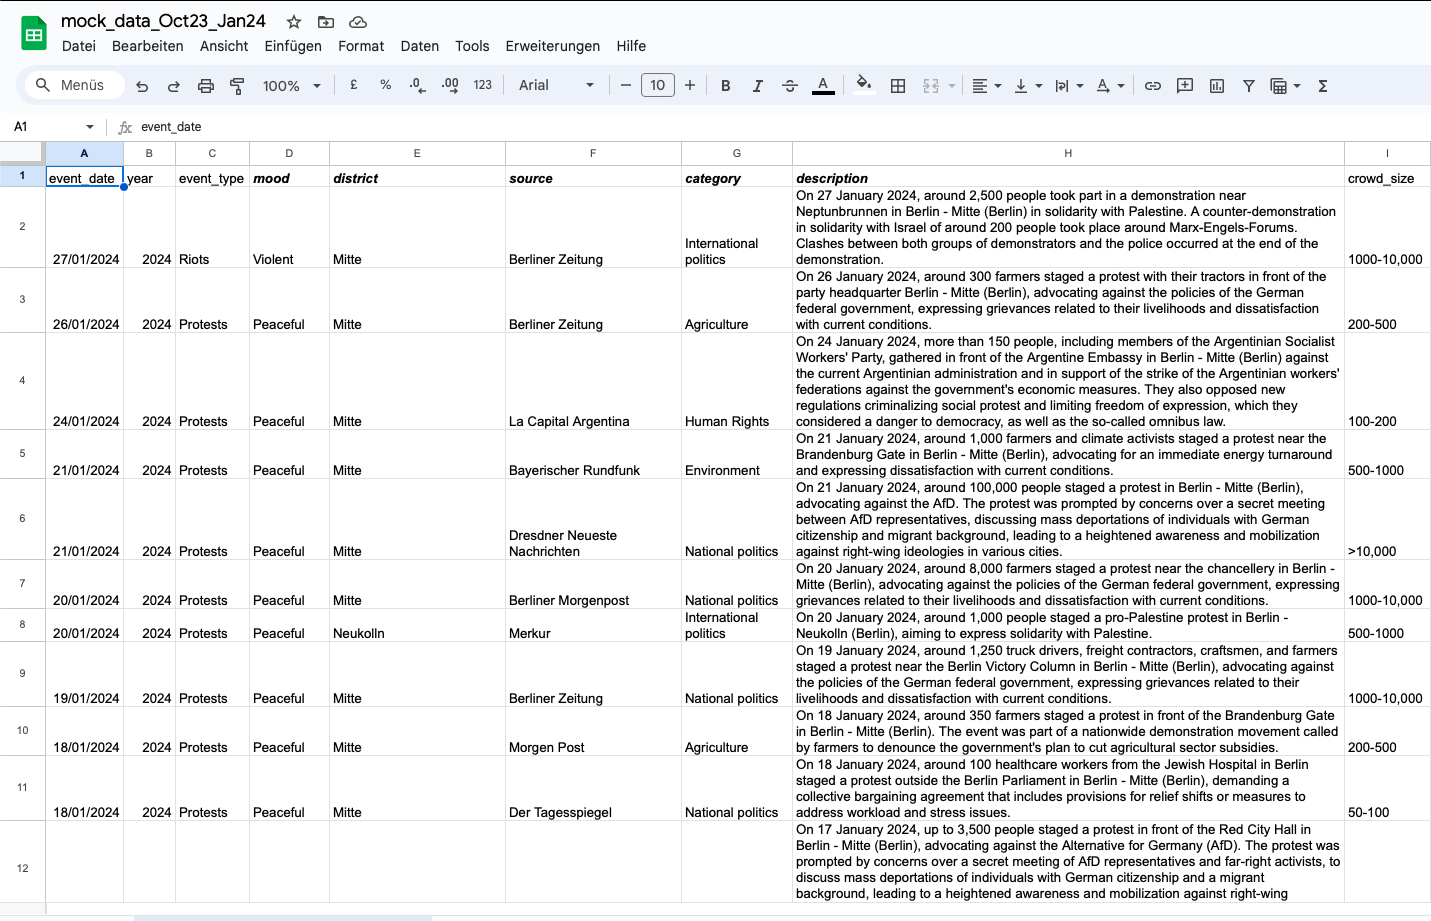 mock_data_Oct23_Jan24
Datei Bearbeiten Ansicht Einfügen Format Daten Tools Erweiterungen Hilfe
Menüs 100% £ % .0 .00 123 Arial 10 B I A
A1 fx event_date
A B C D E F G H I
1 event_date year event_type mood district source category description crowd_size
On 27 January 2024, around 2,500 people took part in a demonstration near
Neptunbrunnen in Berlin - Mitte (Berlin) in solidarity with Palestine. A counter-demonstration
2 in solidarity with Israel of around 200 people took place around Marx-Engels-Forums.
International Clashes between both groups of demonstrators and the police occurred at the end of the
27/01/2024 2024 Riots Violent Mitte Berliner Zeitung politics demonstration. 1000-10,000
On 26 January 2024, around 300 farmers staged a protest with their tractors in front of the
3 party headquarter Berlin - Mitte (Berlin), advocating against the policies of the German
federal government, expressing grievances related to their livelihoods and dissatisfaction
26/01/2024 2024 Protests Peaceful Mitte Berliner Zeitung Agriculture with current conditions. 200-500
On 24 January 2024, more than 150 people, including members of the Argentinian Socialist
Workers' Party, gathered in front of the Argentine Embassy in Berlin - Mitte (Berlin) against
4 the current Argentinian administration and in support of the strike of the Argentinian workers'
federations against the government's economic measures. They also opposed new
regulations criminalizing social protest and limiting freedom of expression, which they
24/01/2024 2024 Protests Peaceful Mitte La Capital Argentina Human Rights considered a danger to democracy, as well as the so-called omnibus law. 100-200
On 21 January 2024, around 1,000 farmers and climate activists staged a protest near the
5 Brandenburg Gate in Berlin - Mitte (Berlin), advocating for an immediate energy turnaround
21/01/2024 2024 Protests Peaceful Mitte Bayerischer Rundfunk Environment and expressing dissatisfaction with current conditions. 500-1000
On 21 January 2024, around 100,000 people staged a protest in Berlin - Mitte (Berlin),
advocating against the AfD. The protest was prompted by concerns over a secret meeting
6 between AfD representatives, discussing mass deportations of individuals with German
Dresdner Neueste citizenship and migrant background, leading to a heightened awareness and mobilization
21/01/2024 2024 Protests Peaceful Mitte Nachrichten National politics against right-wing ideologies in various cities. >10,000
On 20 January 2024, around 8,000 farmers staged a protest near the chancellery in Berlin -
7 Mitte (Berlin), advocating against the policies of the German federal government, expressing
20/01/2024 2024 Protests Peaceful Mitte Berliner Morgenpost National politics grievances related to their livelihoods and dissatisfaction with current conditions. 1000-10,000
8 International On 20 January 2024, around 1,000 people staged a pro-Palestine protest in Berlin -
20/01/2024 2024 Protests Peaceful Neukolln Merkur politics Neukolln (Berlin), aiming to express solidarity with Palestine. 500-1000
On 19 January 2024, around 1,250 truck drivers, freight contractors, craftsmen, and farmers
9 staged a protest near the Berlin Victory Column in Berlin - Mitte (Berlin), advocating against
the policies of the German federal government, expressing grievances related to their
19/01/2024 2024 Protests Peaceful Mitte Berliner Zeitung National politics livelihoods and dissatisfaction with current conditions. 1000-10,000
On 18 January 2024, around 350 farmers staged a protest in front of the Brandenburg Gate
10 in Berlin - Mitte (Berlin). The event was part of a nationwide demonstration movement called
18/01/2024 2024 Protests Peaceful Mitte Morgen Post Agriculture by farmers to denounce the government's plan to cut agricultural sector subsidies. 200-500
On 18 January 2024, around 100 healthcare workers from the Jewish Hospital in Berlin
11 staged a protest outside the Berlin Parliament in Berlin - Mitte (Berlin), demanding a
collective bargaining agreement that includes provisions for relief shifts or measures to
18/01/2024 2024 Protests Peaceful Mitte Der Tagesspiegel National politics address workload and stress issues. 50-100
On 17 January 2024, up to 3,500 people staged a protest in front of the Red City Hall in
Berlin - Mitte (Berlin), advocating against the Alternative for Germany (AfD). The protest was
12 prompted by concerns over a secret meeting of AfD representatives and far-right activists, to
discuss mass deportations of individuals with German citizenship and a migrant
background, leading to a heightened awareness and mobilization against right-wing